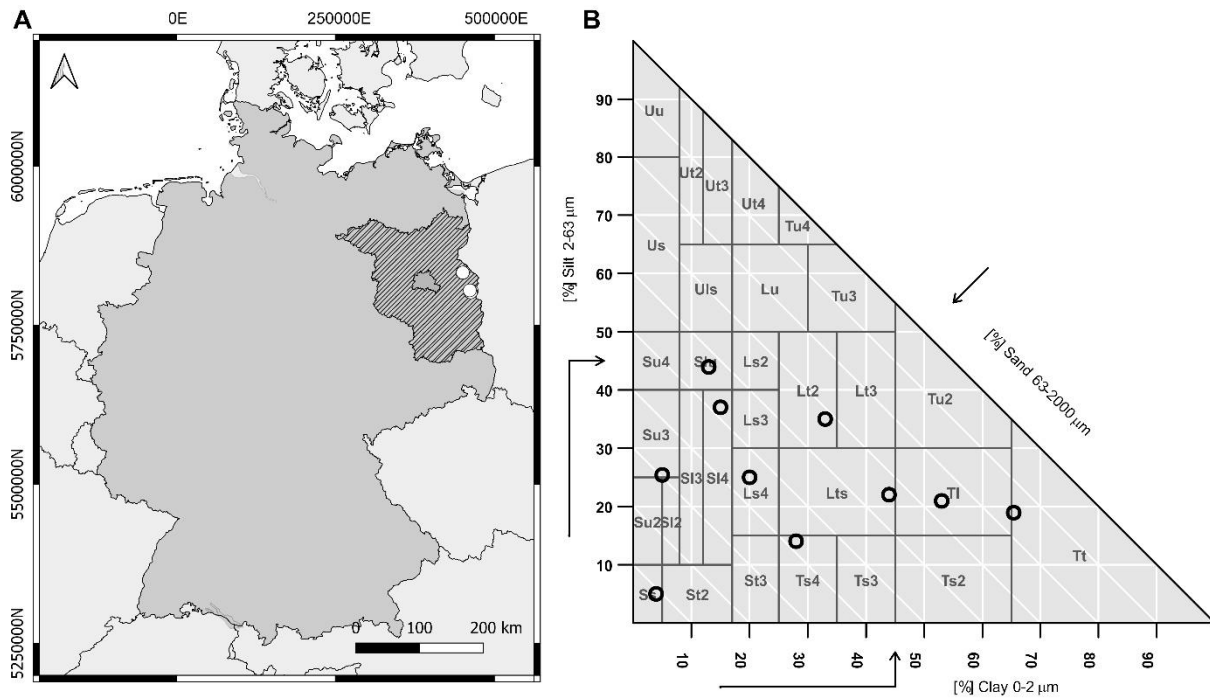 A
0E 250000E 500000E
6000000N
5750000N
5500000N
5250000N
0 100 200 km
B
[%] Silt 2-63 µm
90
80
70
60
50
40
30
20
10
Uu
Ut2 Ut3 Ut4
Tu4
Us
Uls Lu Tu3
Su4 Slu Ls2
Lt2 Lt3 Tu2
Su3 Ls3
Sl3 Sl4 Ls4 Lts Tl
Su2 Sl2
Tt
Ss St2 St3 Ts4 Ts3 Ts2
[%] Sand 63-2000 µm
10 20 30 40 50 60 70 80 90
[%] Clay 0-2 µm